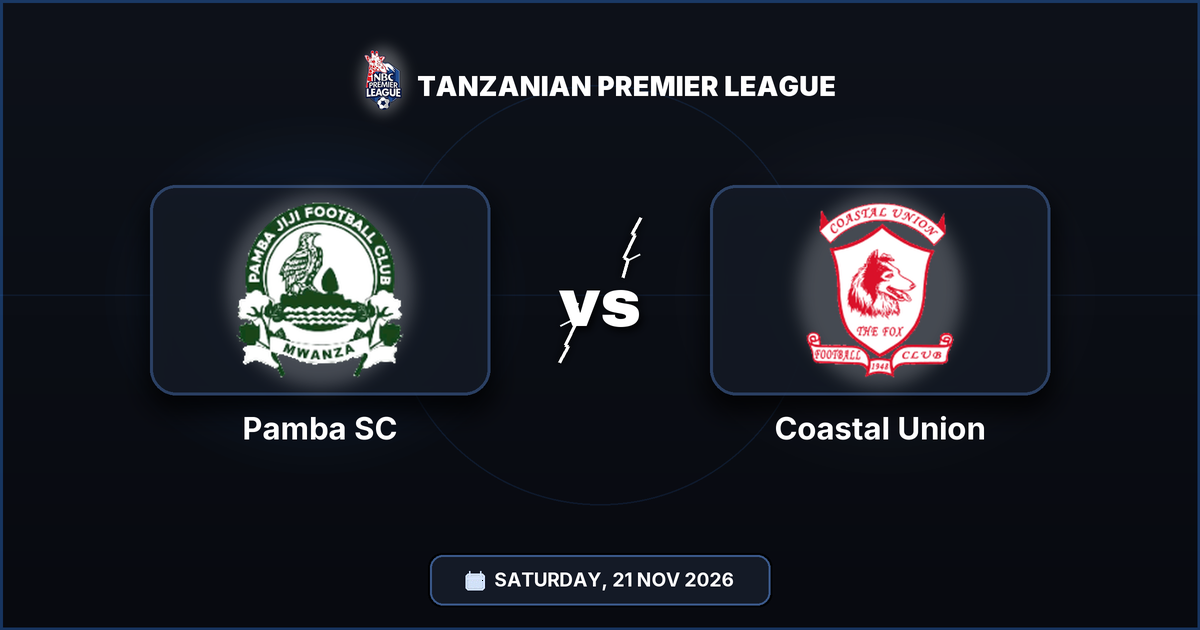 NBC
PREMIER
LEAGUE
TANZANIAN PREMIER LEAGUE
PAMBA JIJI FOOTBALL CLUB
MWANZA
vs
COASTAL UNION
THE FOX
FOOTBALL CLUB
1948
Pamba SC
Coastal Union
SATURDAY, 21 NOV 2026